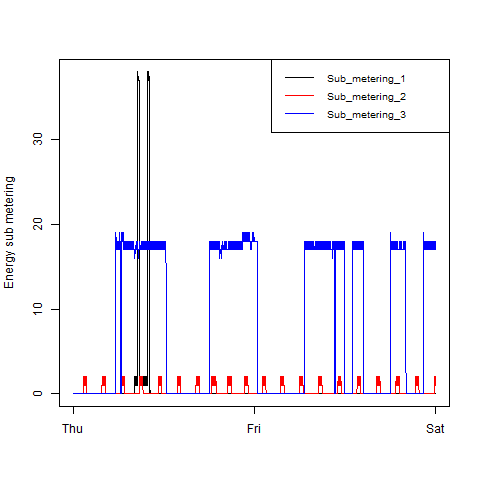 Sub_metering_1
Sub_metering_2
Sub_metering_3
Energy sub metering
30
20
10
0
Thu
Fri
Sat